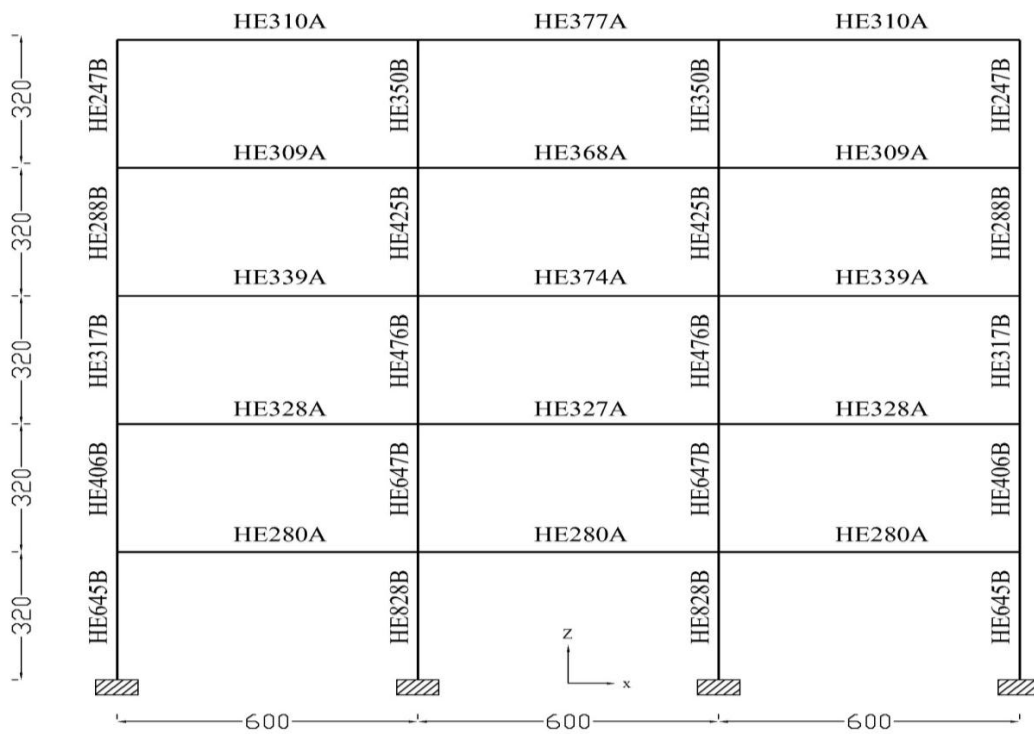 HE310A HE377A HE310A
320 HE247B HE350B HE350B HE247B
HE309A HE368A HE309A
320 HE288B HE425B HE425B HE288B
HE339A HE374A HE339A
320 HE317B HE476B HE476B HE317B
HE328A HE327A HE328A
320 HE406B HE647B HE647B HE406B
HE280A HE280A HE280A
320 HE645B HE828B HE828B HE645B
Z
x
600 600 600